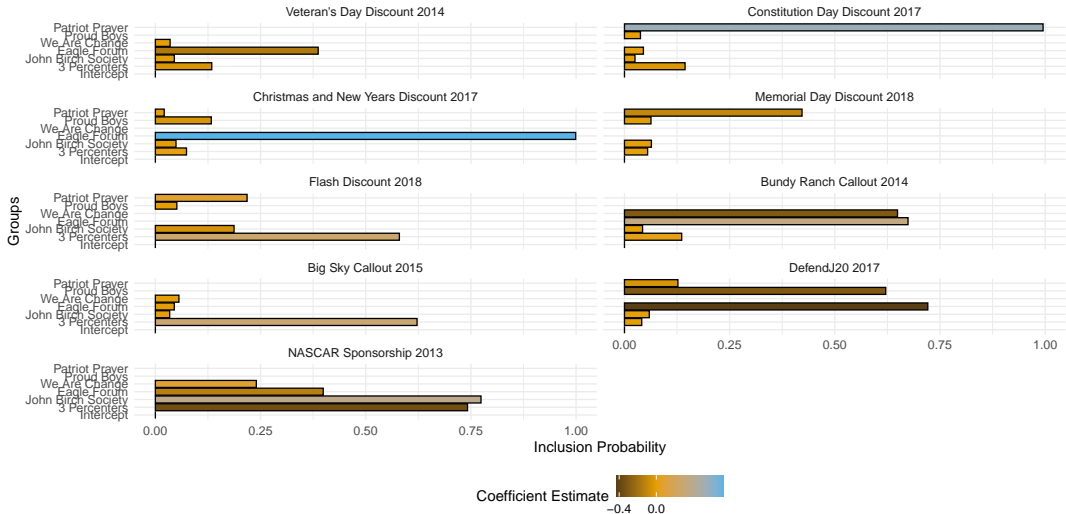 Veteran's Day Discount 2014
Constitution Day Discount 2017
Patriot Prayer
Proud Boys
We Are Change
Eagle Forum
John Birch Society
3 Percenters
Intercept
Christmas and New Years Discount 2017
Memorial Day Discount 2018
Patriot Prayer
Proud Boys
We Are Change
Eagle Forum
John Birch Society
3 Percenters
Intercept
Flash Discount 2018
Bundy Ranch Callout 2014
Patriot Prayer
Proud Boys
We Are Change
Eagle Forum
John Birch Society
3 Percenters
Intercept
Groups
Big Sky Callout 2015
DefendJ20 2017
Patriot Prayer
Proud Boys
We Are Change
Eagle Forum
John Birch Society
3 Percenters
Intercept
0.00 0.25 0.50 0.75 1.00
NASCAR Sponsorship 2013
Patriot Prayer
Proud Boys
We Are Change
Eagle Forum
John Birch Society
3 Percenters
Intercept
0.00 0.25 0.50 0.75 1.00
Inclusion Probability
Coefficient Estimate
−0.4 0.0